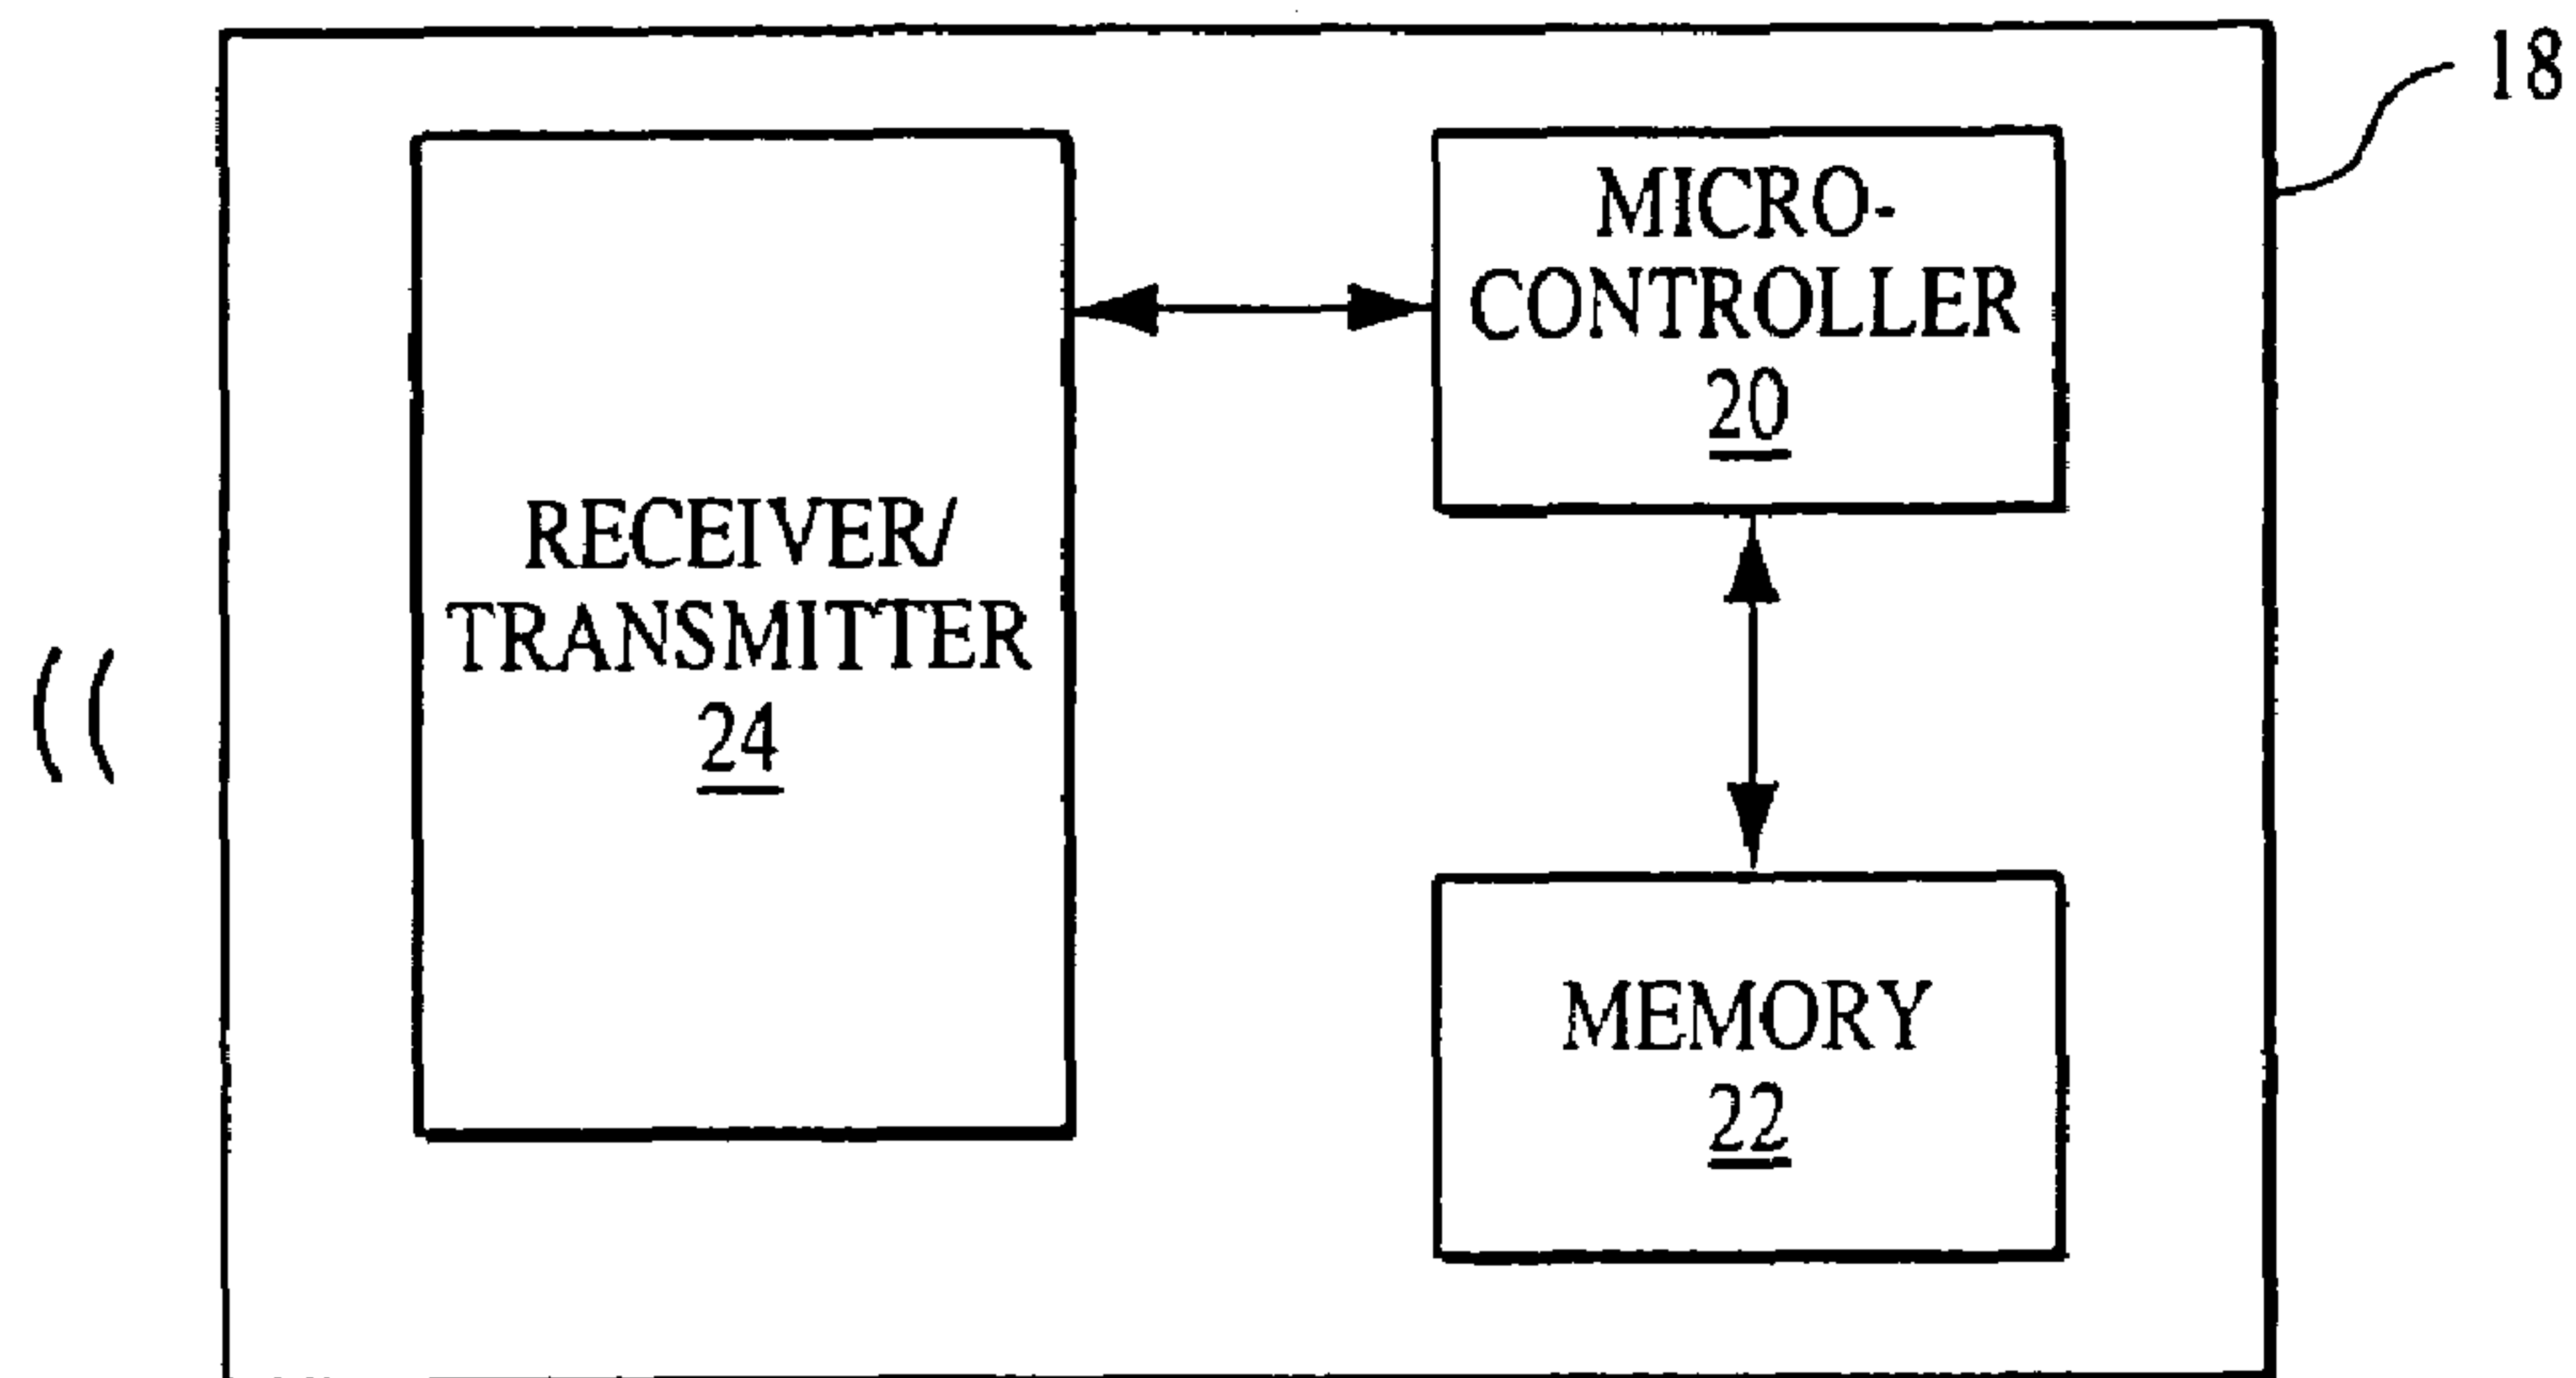 18
MICRO-
CONTROLLER
20
RECEIVER/
TRANSMITTER
24
MEMORY
22